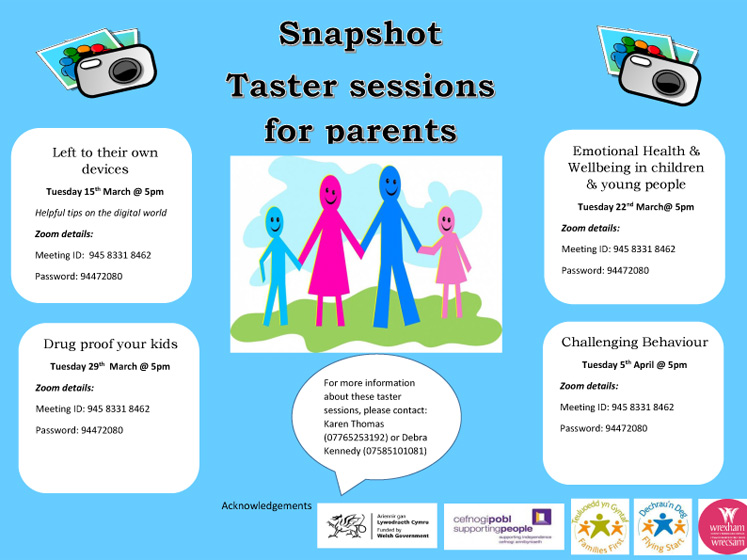 Snapshot
Taster sessions
for parents
Left to their own
devices
Tuesday 15th March @ 5pm
Helpful tips on the digital world
Zoom details:
Meeting ID: 945 8331 8462
Password: 94472080
Emotional Health &
Wellbeing in children
& young people
Tuesday 22nd March@ 5pm
Zoom details:
Meeting ID: 945 8331 8462
Password: 94472080
Drug proof your kids
Tuesday 29th March @ 5pm
Zoom details:
Meeting ID: 945 8331 8462
Password: 94472080
Challenging Behaviour
Tuesday 5th April @ 5pm
Zoom details:
Meeting ID: 945 8331 8462
Password: 94472080
For more information
about these taster
sessions, please contact:
Karen Thomas
(07765253192) or Debra
Kennedy (07585101081)
Acknowledgements
Ariennir gan
Lywodraeth Cymru
Funded by
Welsh Government
cefnogipobl
supportingpeople
supporting independence
cefnogi annibyniaeth
Teuluoedd yn Gyntaf
Families First
Dechrau'n Deg
Flying Start
wrexham
wrecsam